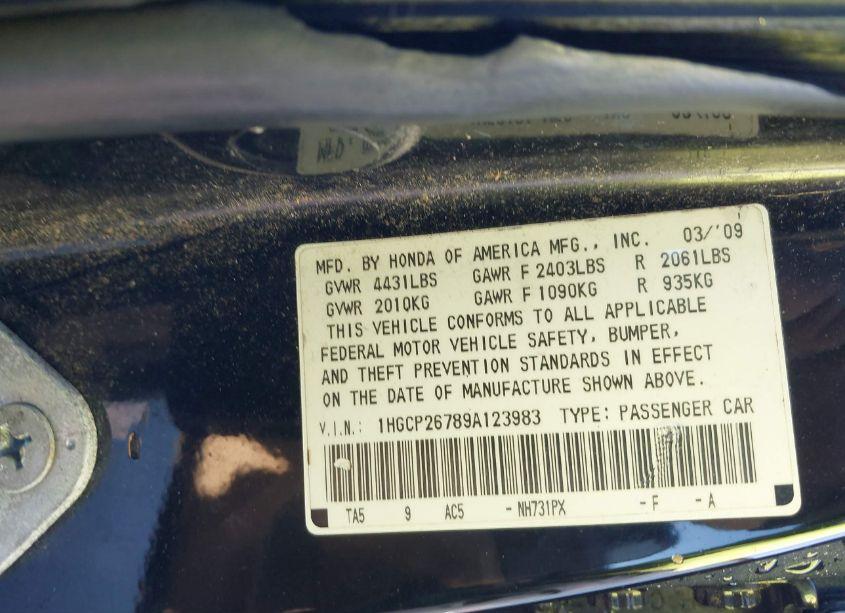 MFD. BY HONDA OF AMERICA MFG., INC. 03/'09
GVWR 4431LBS GAWR F 2403LBS R 2061LBS
GVWR 2010KG GAWR F 1090KG R 935KG
THIS VEHICLE CONFORMS TO ALL APPLICABLE
FEDERAL MOTOR VEHICLE SAFETY, BUMPER,
AND THEFT PREVENTION STANDARDS IN EFFECT
ON THE DATE OF MANUFACTURE SHOWN ABOVE.
V.I.N.: 1HGCP26789A123983 TYPE: PASSENGER CAR
TA5 9 AC5 - NH731PX - F - A